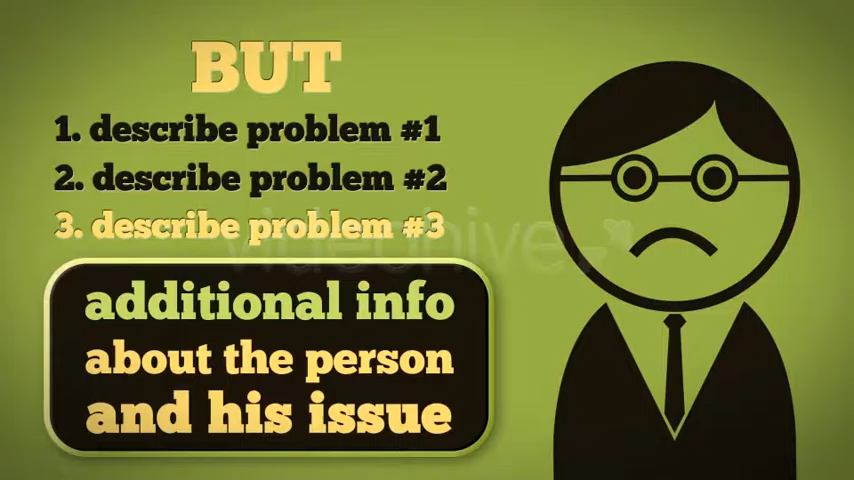 BUT
1. describe problem #1
2. describe problem #2
3. describe problem #3
videohive
additional info
about the person
and his issue